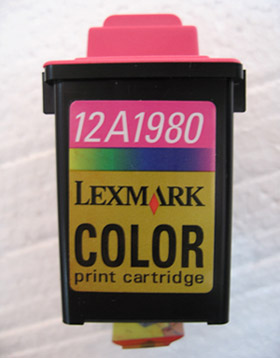 12A1980
LEXMARK
COLOR
print cartridge